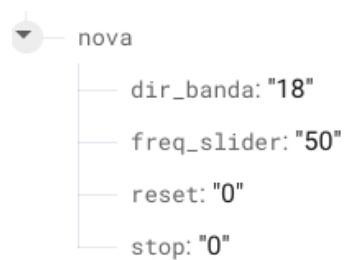 nova
dir_banda: "18"
freq_slider: "50"
reset: "0"
stop: "0"